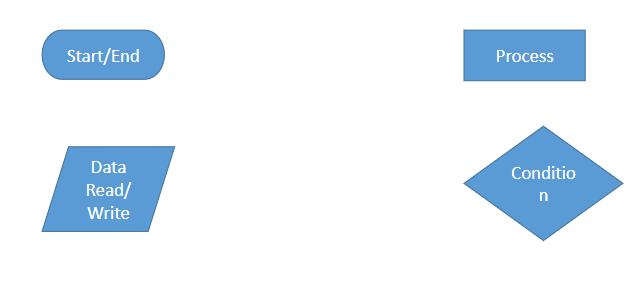 Start/End
Process
Data
Read/
Write
Conditio
n